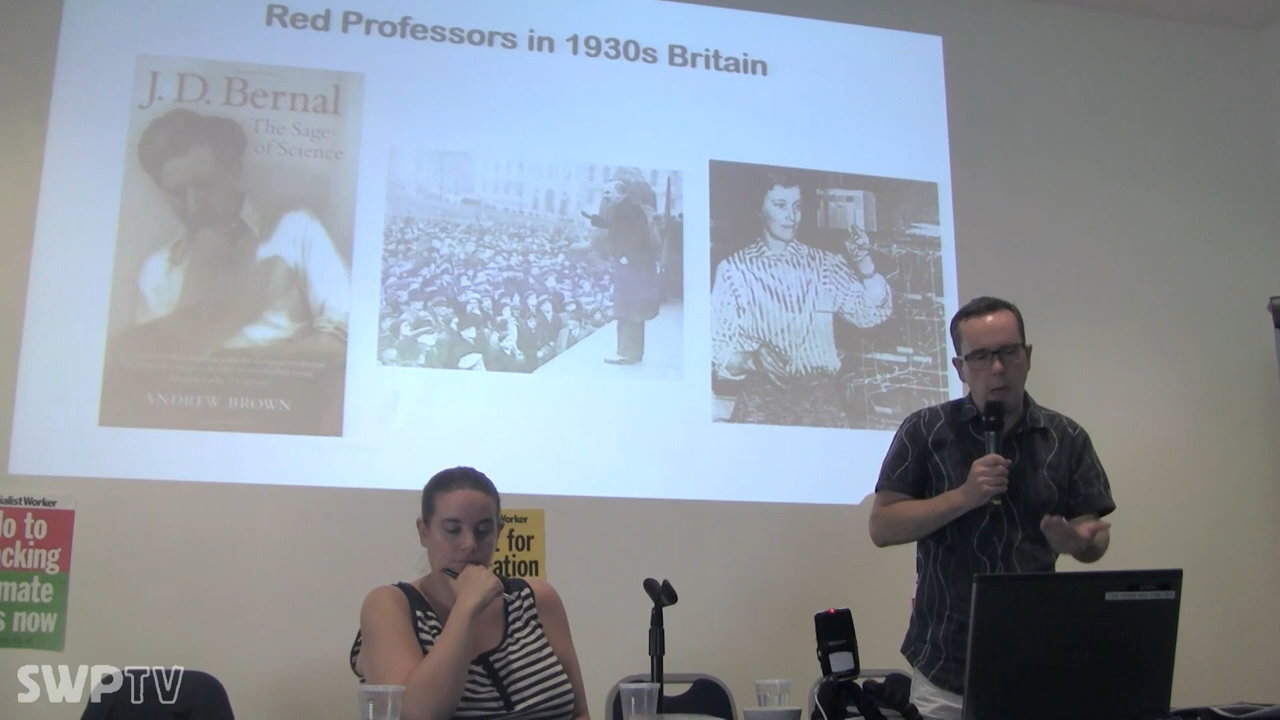 Red Professors in 1930s Britain
J. D. Bernal
The Sage
of Science
ANDREW BROWN
ialist Worker
lo to
cking
mate
s now
Worker
for
ation
SWPTV